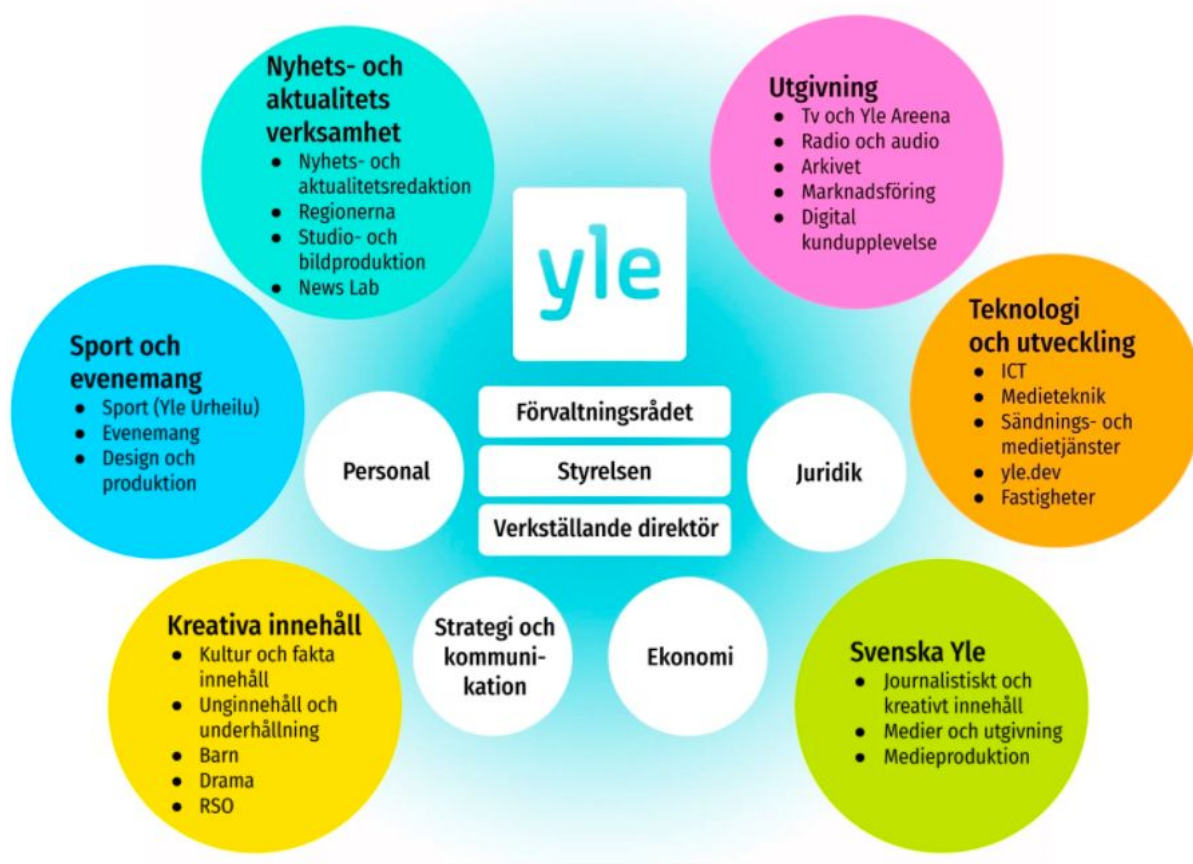 Nyhets- och
aktualitets
verksamhet
● Nyhets- och
aktualitetsredaktion
● Regionerna
● Studio- och
bildproduktion
● News Lab
Utgivning
● Tv och Yle Areena
● Radio och audio
● Arkivet
● Marknadsföring
● Digital
kundupplevelse
yle
Sport och
evenemang
● Sport (Yle Urheilu)
● Evenemang
● Design och
produktion
Teknologi
och utveckling
● ICT
● Medieteknik
● Sändnings- och
medietjänster
● yle.dev
● Fastigheter
Personal
Förvaltningsrådet
Styrelsen
Verkställande direktör
Juridik
Kreativa innehåll
● Kultur och fakta
innehåll
● Unginnehåll och
underhållning
● Barn
● Drama
● RSO
Strategi och
kommuni-
kation
Ekonomi
Svenska Yle
● Journalistiskt och
kreativt innehåll
● Medier och utgivning
● Medieproduktion